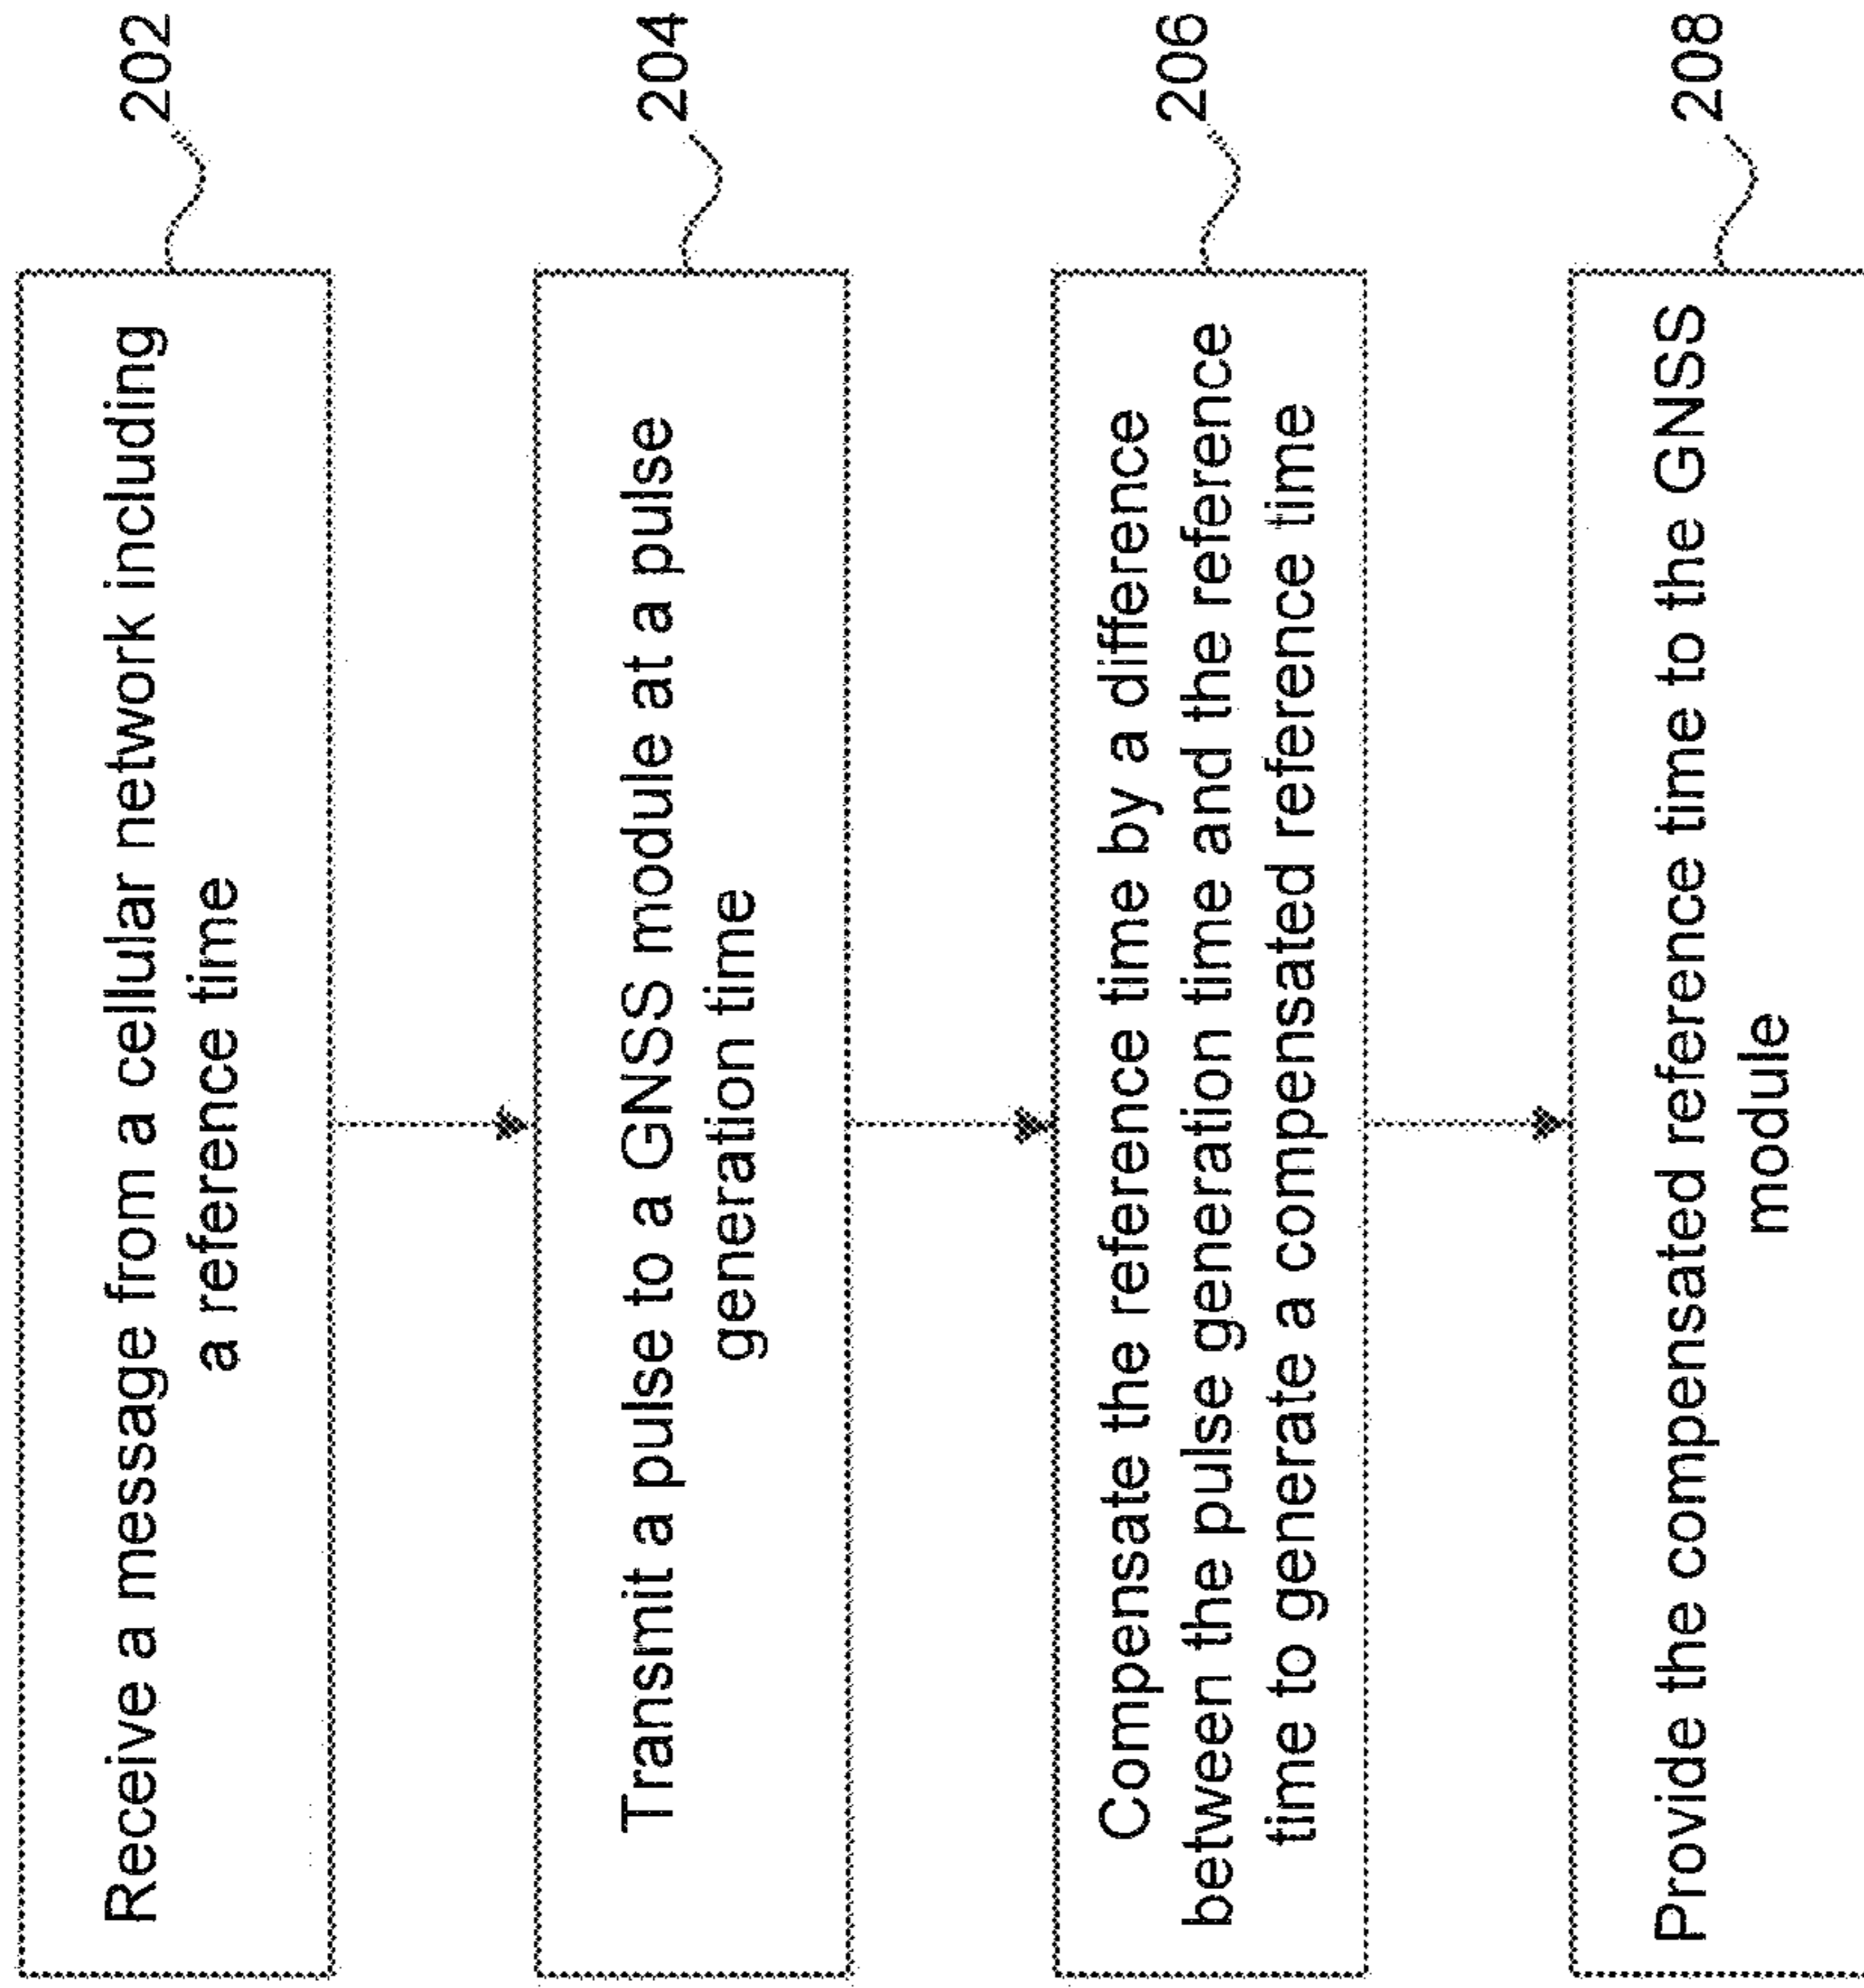 Receive a message from a cellular network including
a reference time
202
Transmit a pulse to a GNSS module at a pulse
generation time
204
Compensate the reference time by a difference
between the pulse generation time and the reference
time to generate a compensated reference time
206
Provide the compensated reference time to the GNSS
module
208